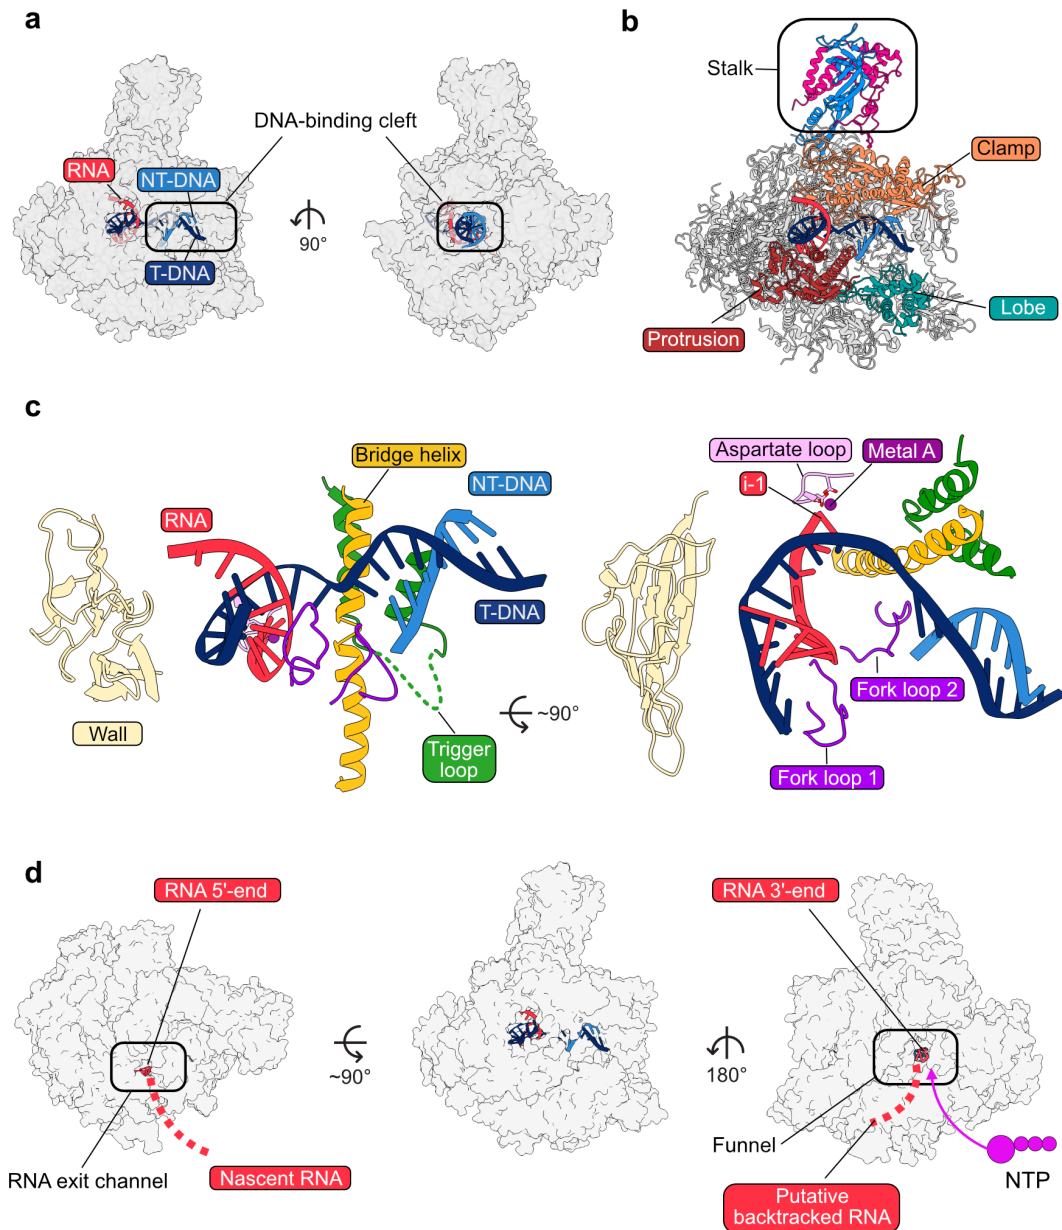 a
DNA-binding cleft
RNA
NT-DNA
T-DNA
90°
b
Stalk
Clamp
Protrusion
Lobe
c
Bridge helix
NT-DNA
RNA
T-DNA
Wall
Trigger
loop
~90°
Aspartate loop
Metal A
i-1
Fork loop 2
Fork loop 1
d
RNA 5'-end
RNA exit channel
Nascent RNA
~90°
180°
RNA 3'-end
Funnel
Putative
backtracked RNA
NTP